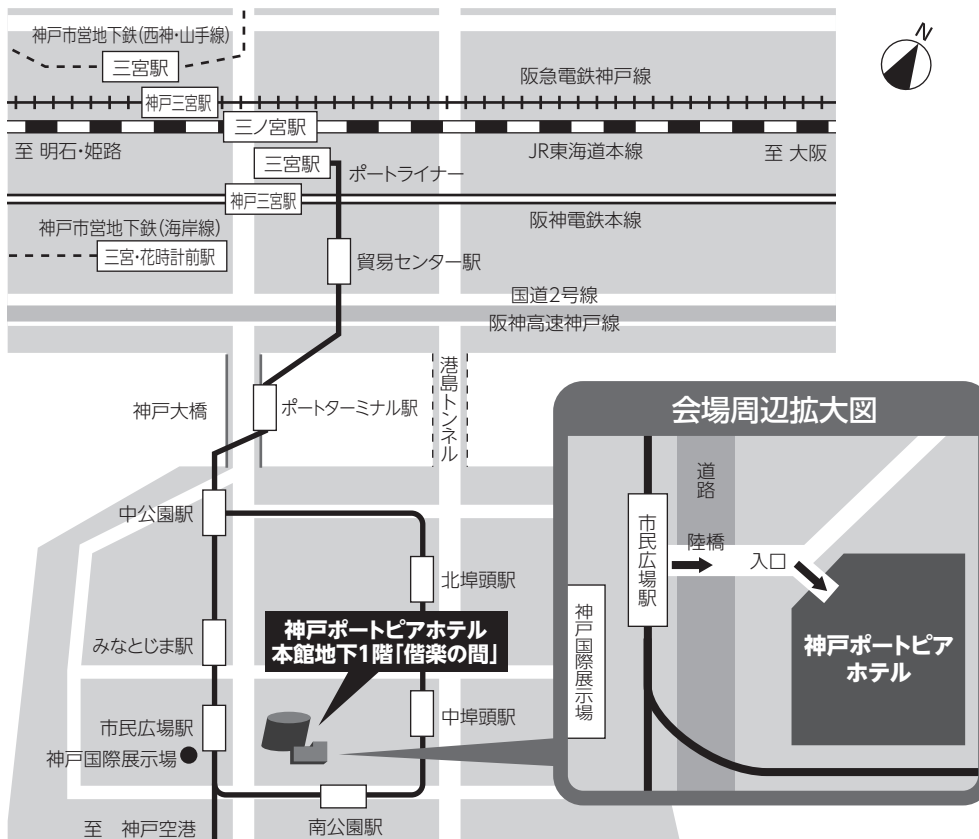 N
神戸市営地下鉄(西神・山手線)
三宮駅
阪急電鉄神戸線
神戸三宮駅
三ノ宮駅
至 明石・姫路
JR東海道本線
至 大阪
三宮駅
ポートライナー
神戸三宮駅
阪神電鉄本線
神戸市営地下鉄(海岸線)
三宮・花時計前駅
貿易センター駅
国道2号線
阪神高速神戸線
港島トンネル
神戸大橋
ポートターミナル駅
中公園駅
北埠頭駅
神戸ポートピアホテル
本館地下1階「偕楽の間」
みなとじま駅
市民広場駅
中埠頭駅
神戸国際展示場
南公園駅
至 神戸空港
会場周辺拡大図
道路
市民広場駅
陸橋
入口
神戸国際展示場
神戸ポートピア
ホテル